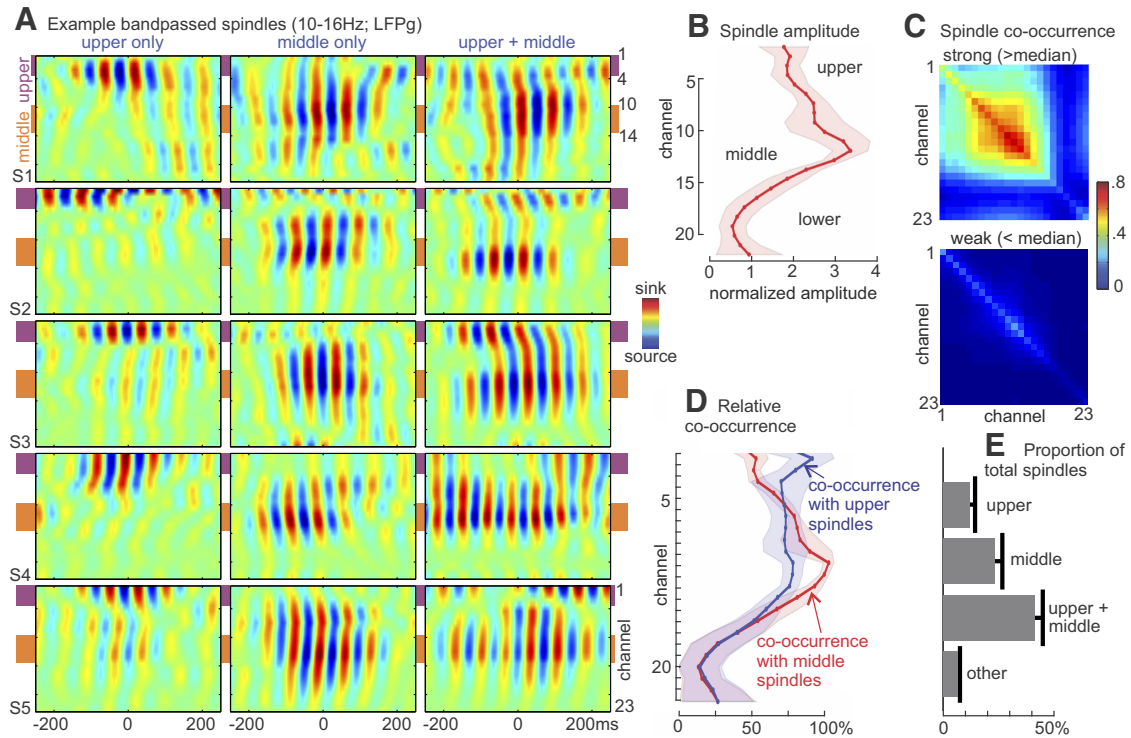 A Example bandpassed spindles (10-16Hz; LFPg)
upper only
middle only
upper + middle
upper
middle
1
4
10
14
S1
S2
S3
S4
S5
1
channel
23
-200 0 200
-200 0 200
-200 0 200ms
sink
source
B Spindle amplitude
upper
middle
lower
channel
5
10
15
20
0 1 2 3 4
normalized amplitude
C Spindle co-occurrence
strong (>median)
1
channel
23
weak (< median)
channel
23
1 channel 23
.8
.4
0
D Relative
co-occurrence
co-occurrence
with upper
spindles
co-occurrence
with middle
spindles
channel
5
20
0 50 100%
E Proportion of
total spindles
upper
middle
upper +
middle
other
0 50%